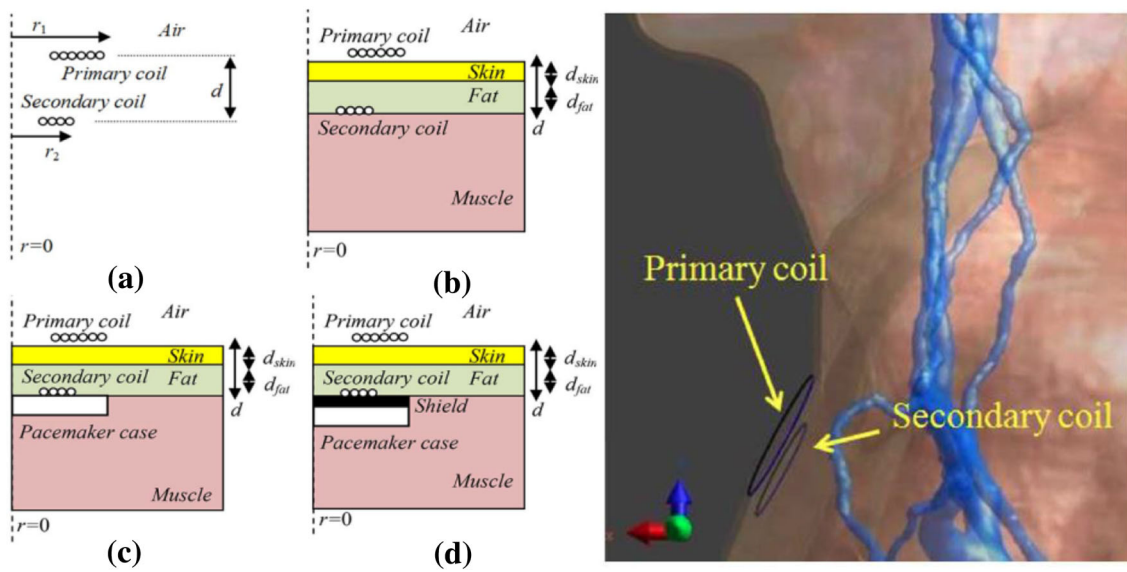 r1
Air
Primary coil
Secondary coil
d
r2
r=0
(a)
Primary coil
Air
Skin
dskin
Fat
dfat
Secondary coil
d
Muscle
r=0
(b)
Primary coil
Air
Skin
dskin
Secondary coil
Fat
dfat
d
Pacemaker case
Muscle
r=0
(c)
Primary coil
Air
Skin
dskin
Secondary coil
Fat
dfat
Shield
d
Pacemaker case
Muscle
r=0
(d)
Primary coil
Secondary coil